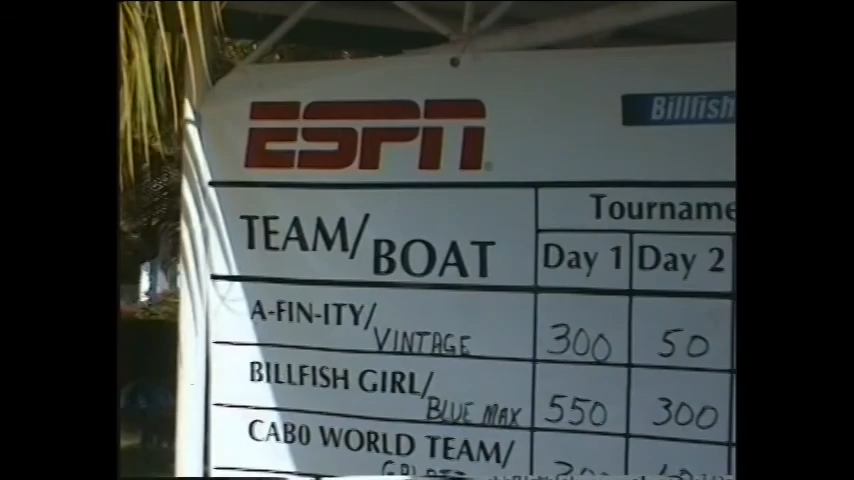 ESPN
Billfish
TEAM/BOAT
Tourname
Day 1 Day 2
A-FIN-ITY/VINTAGE 300 50
BILLFISH GIRL/BLUE MAX 550 300
CAB0 WORLD TEAM/